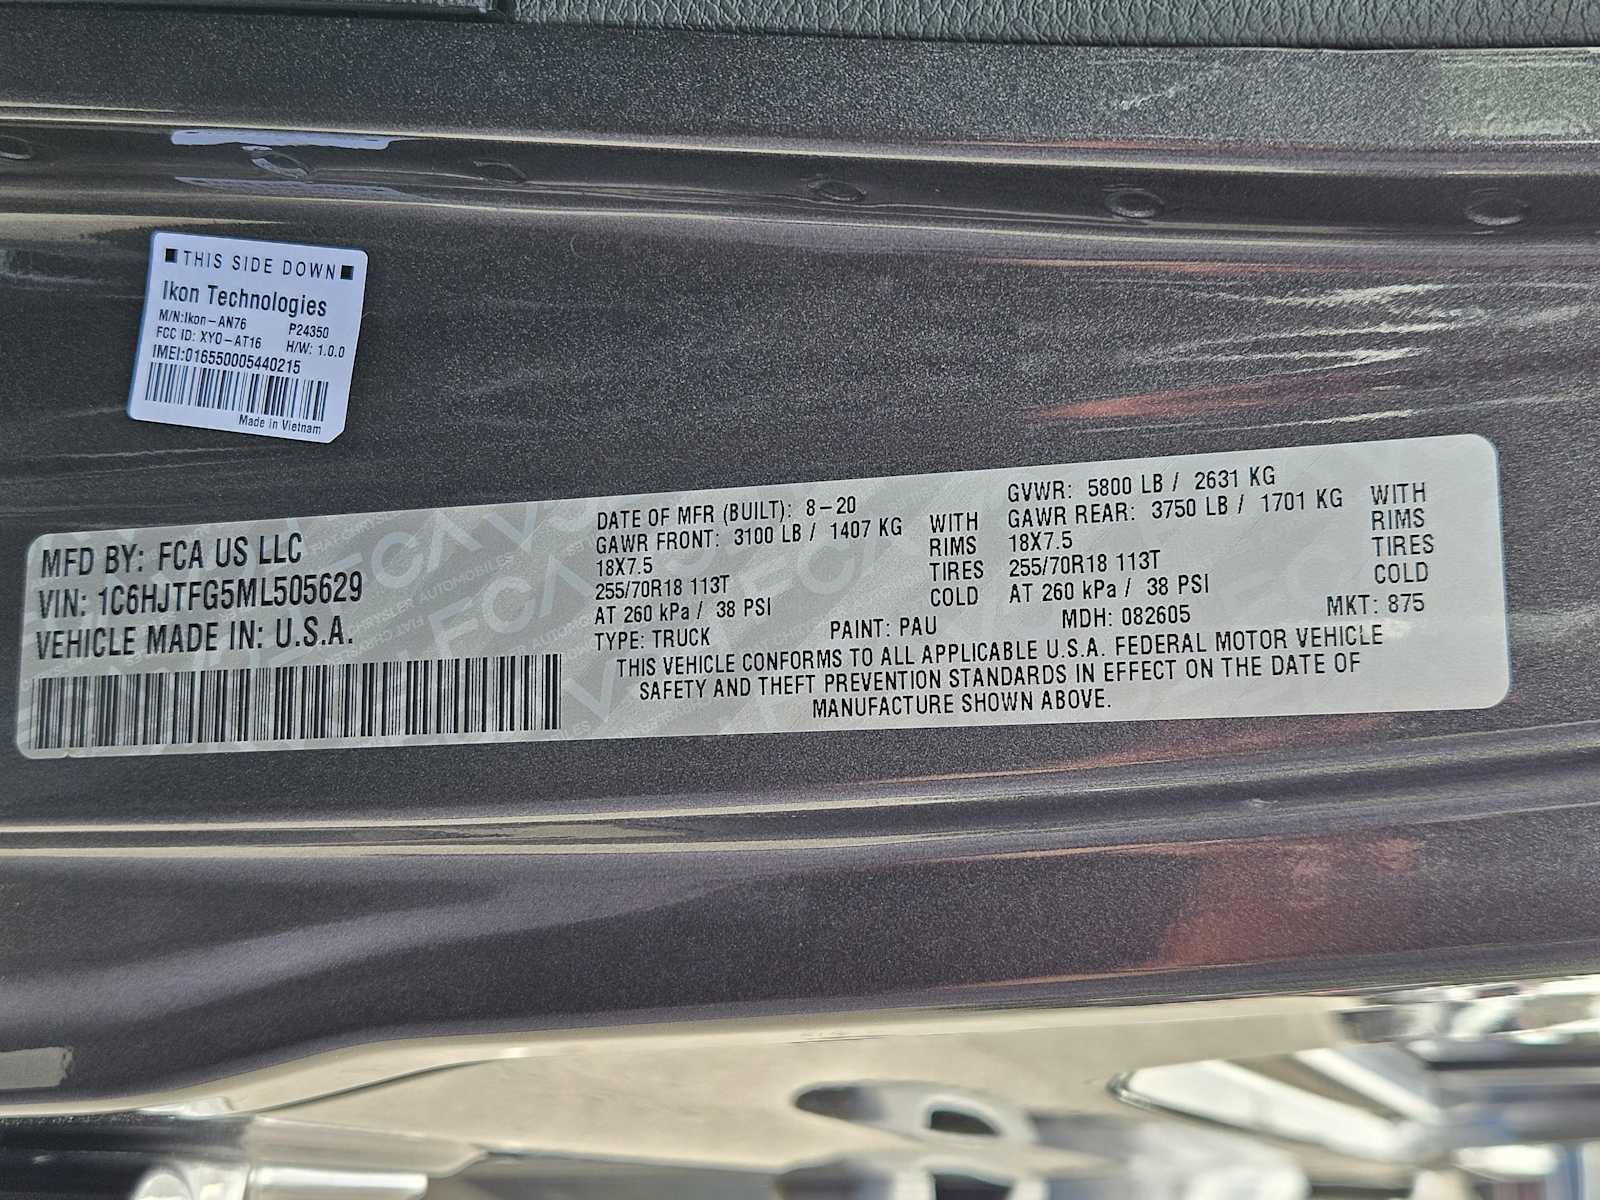 THIS SIDE DOWN
Ikon Technologies
M/N:Ikon-AN76 P24350
FCC ID: XYO-AT16 H/W: 1.0.0
IMEI:016550005440215
Made in Vietnam
MFD BY: FCA US LLC
VIN: 1C6HJTFG5ML505629
VEHICLE MADE IN: U.S.A.
DATE OF MFR (BUILT): 8-20
GAWR FRONT: 3100 LB / 1407 KG WITH
18X7.5 RIMS
255/70R18 113T TIRES
AT 260 kPa / 38 PSI COLD
TYPE: TRUCK PAINT: PAU
GVWR: 5800 LB / 2631 KG
GAWR REAR: 3750 LB / 1701 KG WITH
18X7.5 RIMS
255/70R18 113T TIRES
AT 260 kPa / 38 PSI COLD
MDH: 082605 MKT: 875
THIS VEHICLE CONFORMS TO ALL APPLICABLE U.S.A. FEDERAL MOTOR VEHICLE
SAFETY AND THEFT PREVENTION STANDARDS IN EFFECT ON THE DATE OF
MANUFACTURE SHOWN ABOVE.